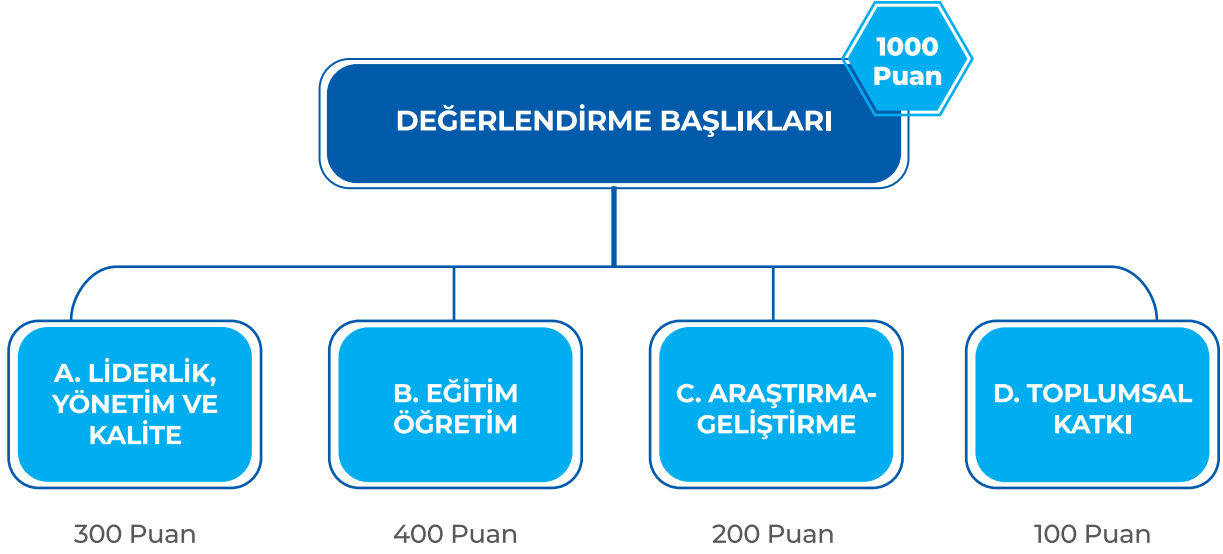 1000
Puan
DEĞERLENDİRME BAŞLIKLARI
A. LİDERLİK,
YÖNETİM VE
KALİTE
B. EĞİTİM
ÖĞRETİM
C. ARAŞTIRMA-
GELİŞTİRME
D. TOPLUMSAL
KATKI
300 Puan
400 Puan
200 Puan
100 Puan